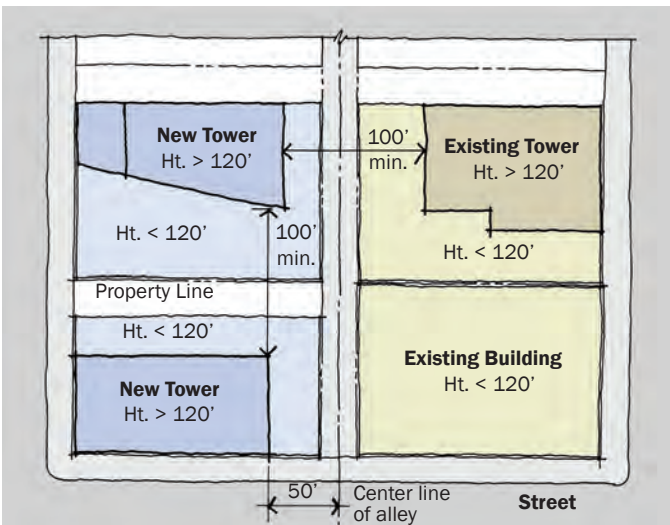 New Tower
Ht. > 120’
100’
min.
Existing Tower
Ht. > 120’
Ht. < 120’
100’
min.
Ht. < 120’
Property Line
Ht. < 120’
New Tower
Ht. > 120’
Existing Building
Ht. < 120’
50’
Center line
of alley
Street